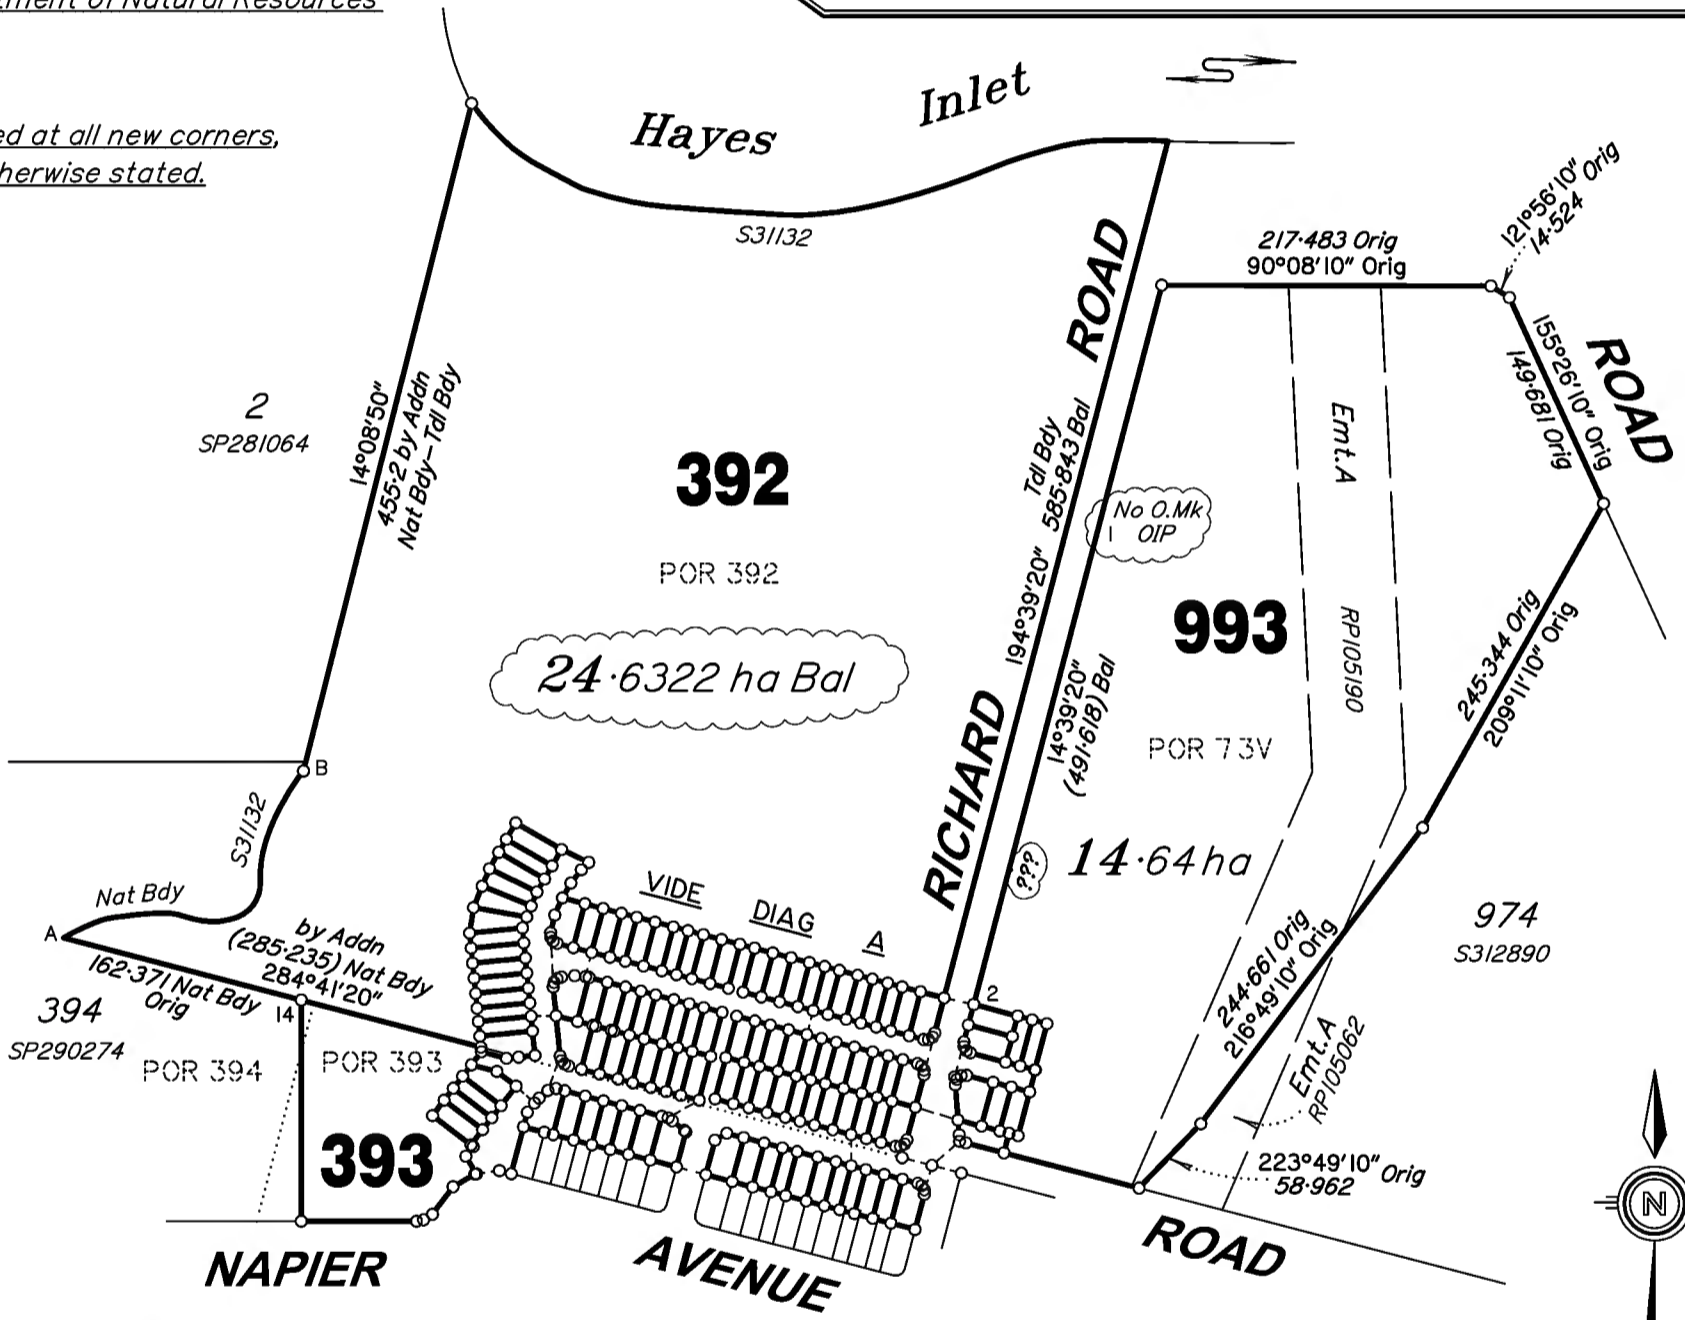 ment of Natural Resources
ed at all new corners,
herwise stated.
Hayes Inlet
S31132
217·483 Orig
90°08'10" Orig
121°56'10" Orig
14·524
ROAD
155°26'10" Orig
149·681 Orig
ROAD
2
SP281064
14°08'50"
455·2 by Addn
Nat Bdy–Tdl Bdy
392
POR 392
24·6322 ha Bal
Tdl Bdy
194°39'20" 585·843 Bal
No O.Mk
1 OIP
Emt.A
RP105190
993
POR 73V
14°39'20"
(491·618) Bal
245·344 Orig
209°11'10" Orig
RICHARD
???
14·64 ha
B
S31132
Nat Bdy
A
by Addn
(285·235) Nat Bdy
284°41'20"
162·371 Nat Bdy
Orig
VIDE DIAG A
2
974
S312890
244·661 Orig
216°49'10" Orig
Emt.A
RP105062
394
SP290274
14
POR 394
POR 393
393
223°49'10" Orig
58·962
N
NAPIER AVENUE
ROAD